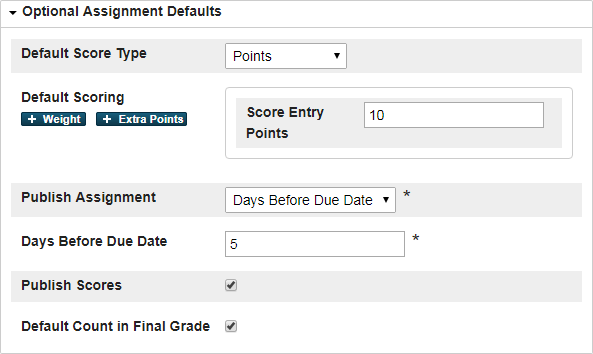 Optional Assignment Defaults
Default Score Type Points
Default Scoring
+ Weight + Extra Points
Score Entry
Points
10
Publish Assignment Days Before Due Date *
Days Before Due Date 5 *
Publish Scores
Default Count in Final Grade